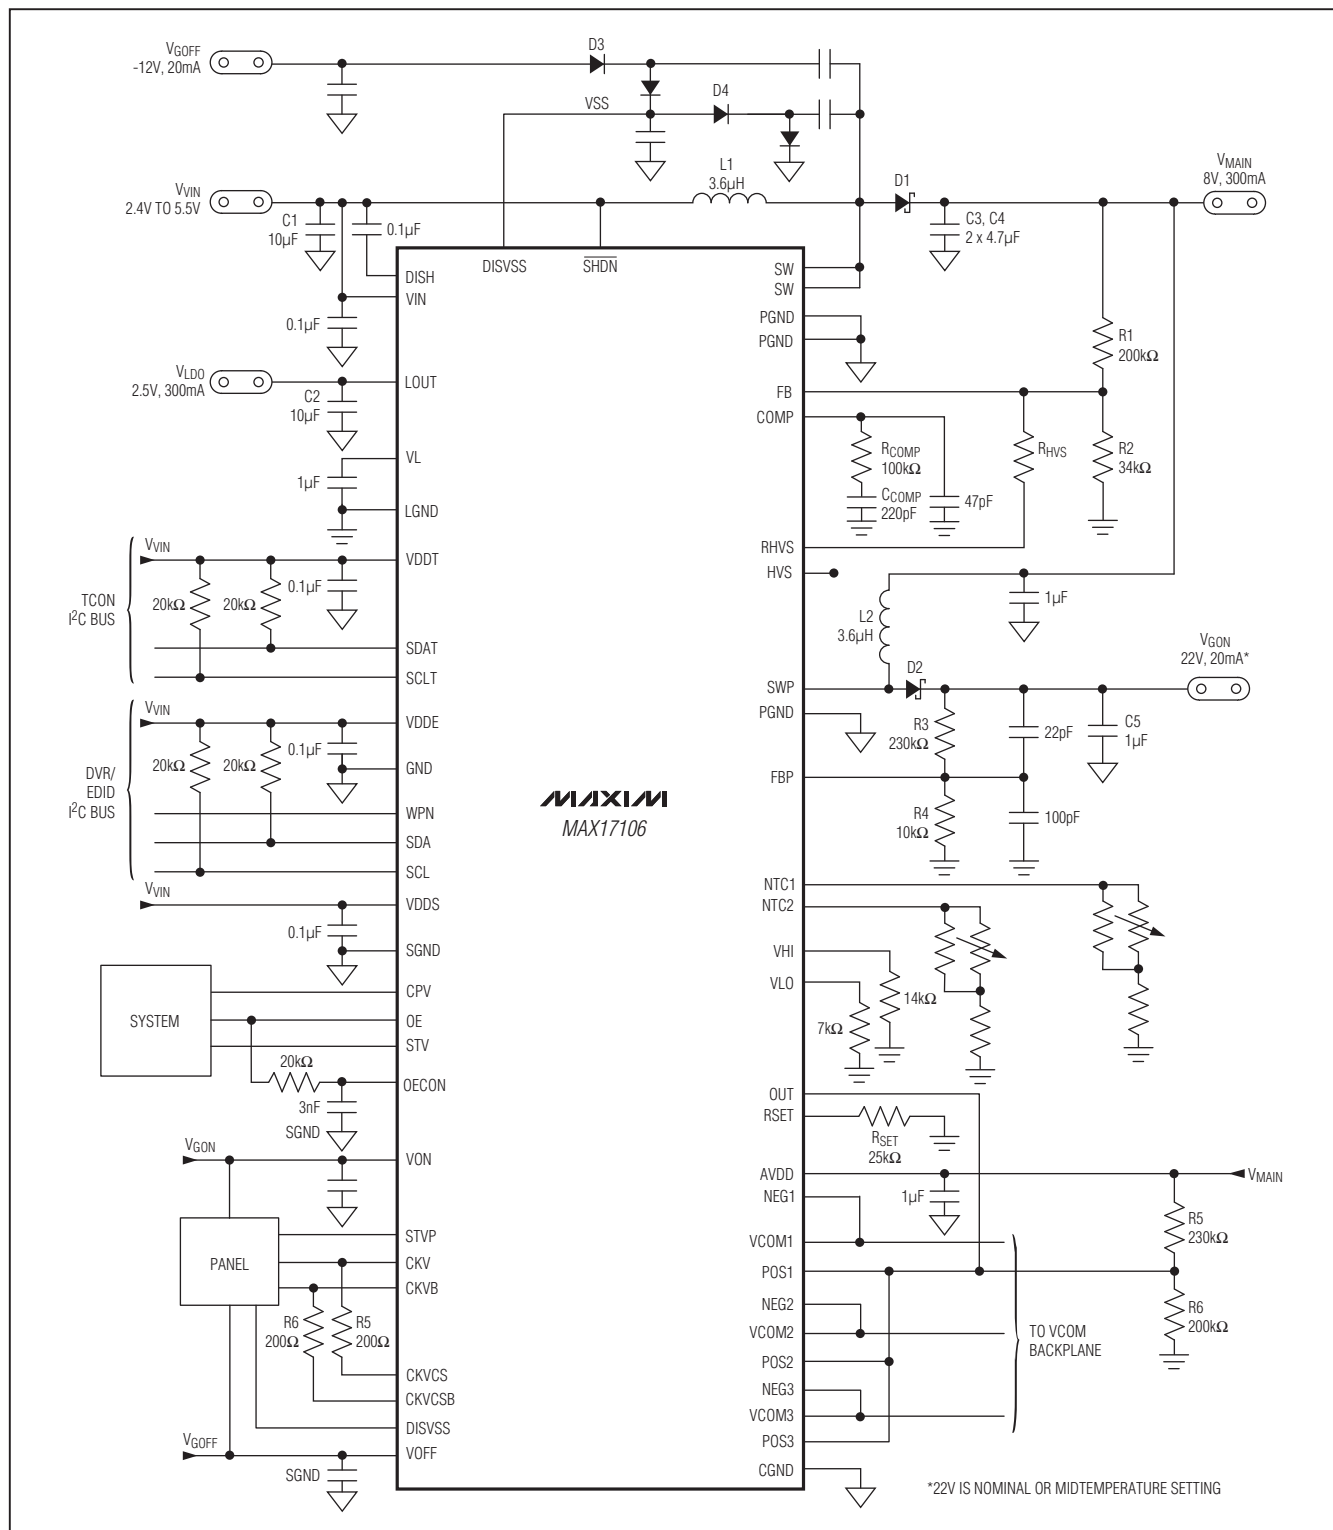 VGOFF
-12V, 20mA
D3
VSS
D4
L1
3.6µH
D1
VMAIN
8V, 300mA
VVIN
2.4V TO 5.5V
C1
10µF
0.1µF
C3, C4
2 x 4.7µF
DISVSS
SHDN
DISH
VIN
0.1µF
SW
SW
PGND
PGND
R1
200kΩ
VLDO
2.5V, 300mA
LOUT
C2
10µF
FB
COMP
RCOMP
100kΩ
CCOMP
220pF
47pF
RHVS
R2
34kΩ
VL
1µF
LGND
RHVS
HVS
VVIN
VDDT
0.1µF
20kΩ
20kΩ
TCON
I2C BUS
SDAT
SCLT
L2
3.6µH
1µF
VGON
22V, 20mA*
D2
SWP
PGND
VVIN
VDDE
0.1µF
20kΩ
20kΩ
GND
DVR/
EDID
I2C BUS
WPN
SDA
SCL
R3
230kΩ
22pF
C5
1µF
FBP
R4
10kΩ
100pF
MAXIM
MAX17106
VVIN
VDDS
0.1µF
SGND
NTC1
NTC2
VHI
VLO
14kΩ
7kΩ
SYSTEM
CPV
OE
STV
20kΩ
OECON
3nF
SGND
OUT
RSET
RSET
25kΩ
VGON
VON
AVDD
1µF
VMAIN
NEG1
VCOM1
POS1
NEG2
VCOM2
POS2
NEG3
VCOM3
POS3
CGND
R5
230kΩ
R6
200kΩ
TO VCOM
BACKPLANE
PANEL
STVP
CKV
CKVB
R6
200Ω
R5
200Ω
CKVCS
CKVCSB
DISVSS
VGOFF
VOFF
SGND
*22V IS NOMINAL OR MIDTEMPERATURE SETTING